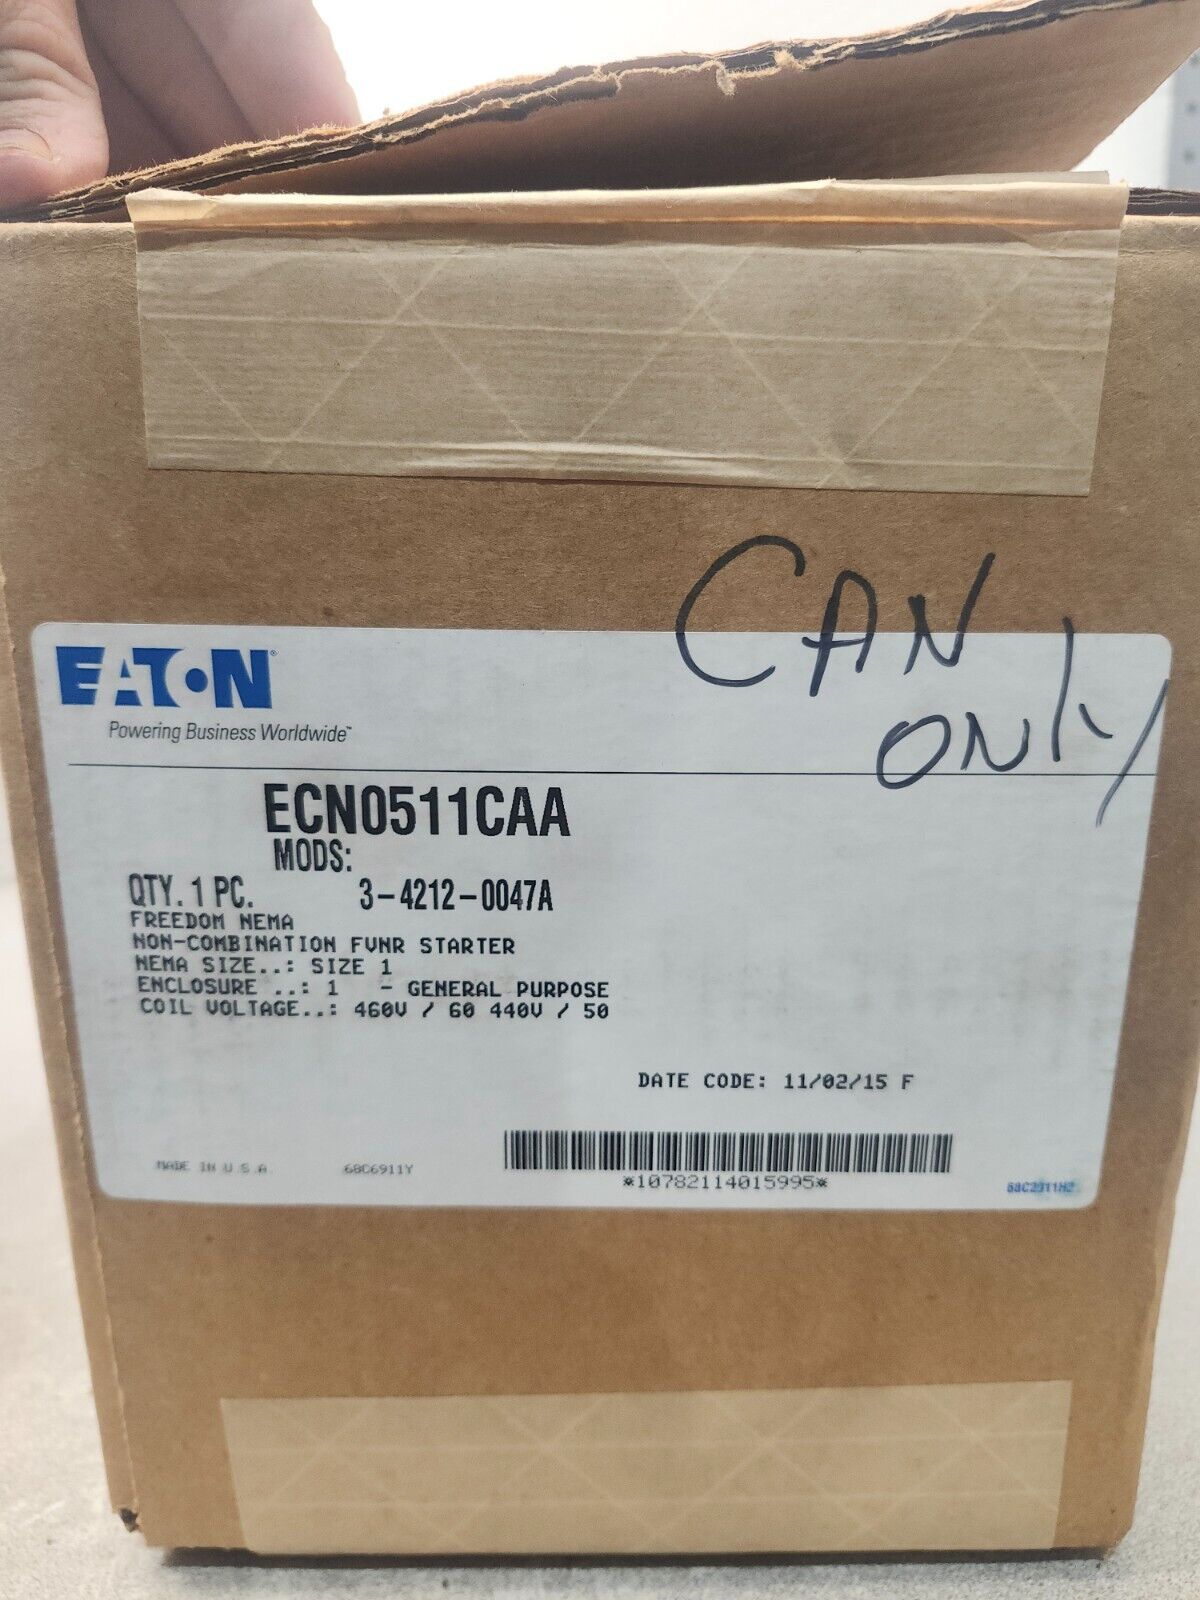 CAN
ONLY
EATON
Powering Business Worldwide™
ECN0511CAA
MODS:
QTY. 1 PC. 3-4212-0047A
FREEDOM NEMA
NON-COMBINATION FVNR STARTER
NEMA SIZE..: SIZE 1
ENCLOSURE ..: 1 - GENERAL PURPOSE
COIL VOLTAGE..: 460V / 60 440V / 50
DATE CODE: 11/02/15 F
MADE IN U.S.A. 68C6911Y
*10782114015995*